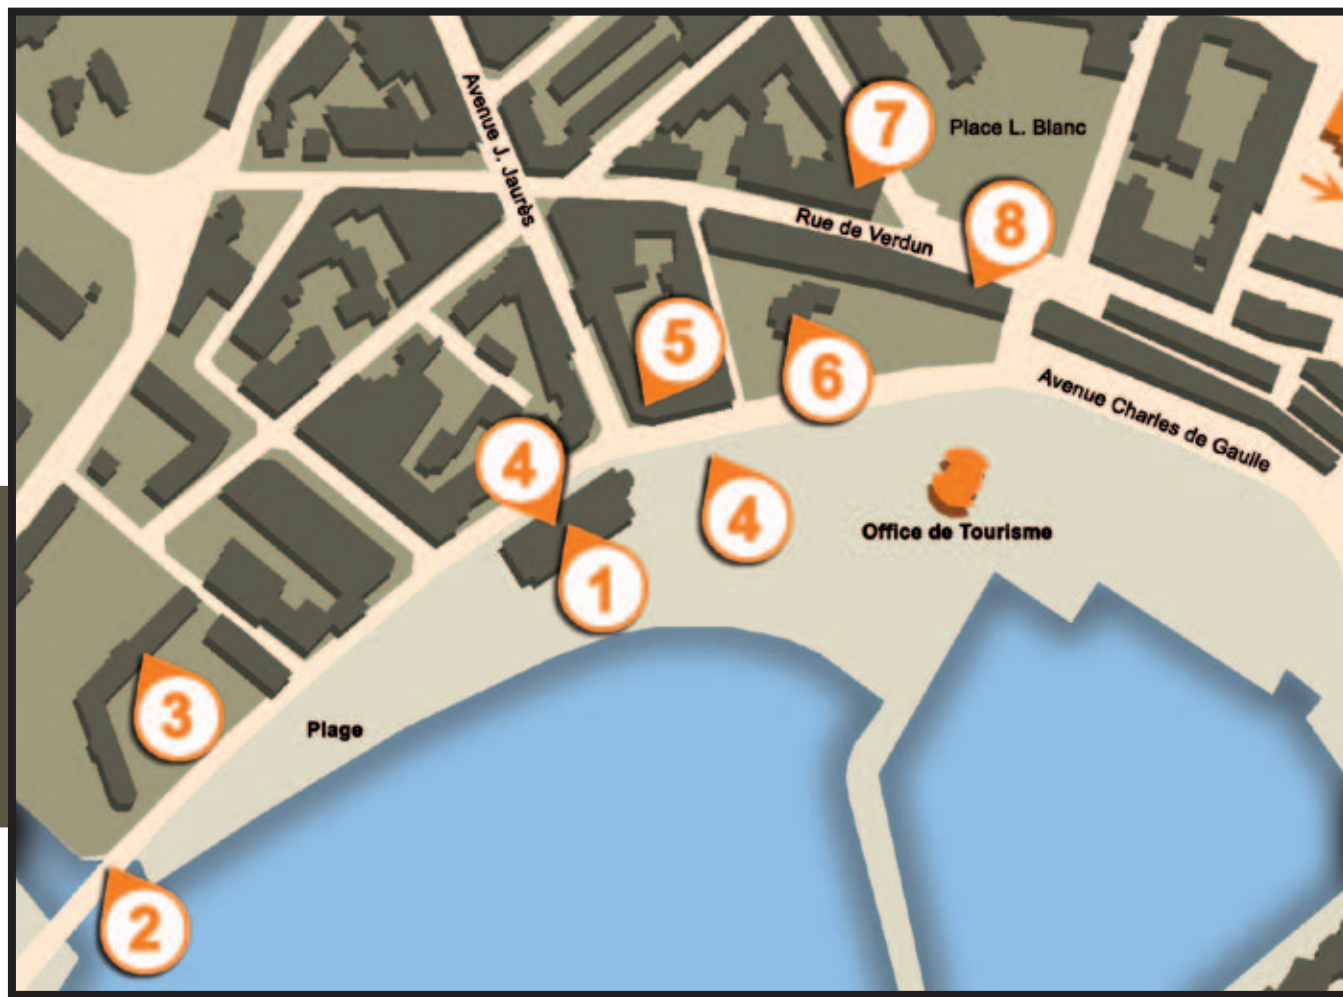 Avenue J. Jaurès
7
Place L. Blanc
8
Rue de Verdun
5
6
Avenue Charles de Gaulle
4
4
Office de Tourisme
1
3
Plage
2